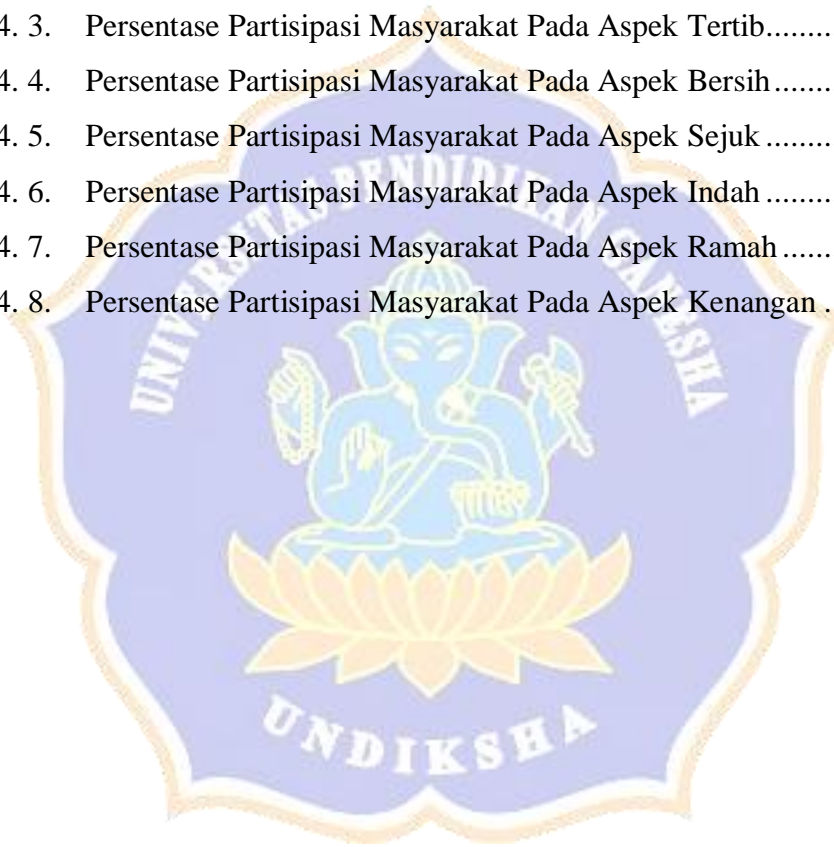 4. 3. Persentase Partisipasi Masyarakat Pada Aspek Tertib........
4. 4. Persentase Partisipasi Masyarakat Pada Aspek Bersih.......
4. 5. Persentase Partisipasi Masyarakat Pada Aspek Sejuk ........
4. 6. Persentase Partisipasi Masyarakat Pada Aspek Indah ........
4. 7. Persentase Partisipasi Masyarakat Pada Aspek Ramah ......
4. 8. Persentase Partisipasi Masyarakat Pada Aspek Kenangan .
UNIVERSITAS PENDIDIKAN GANESHA
UNDIKSHA